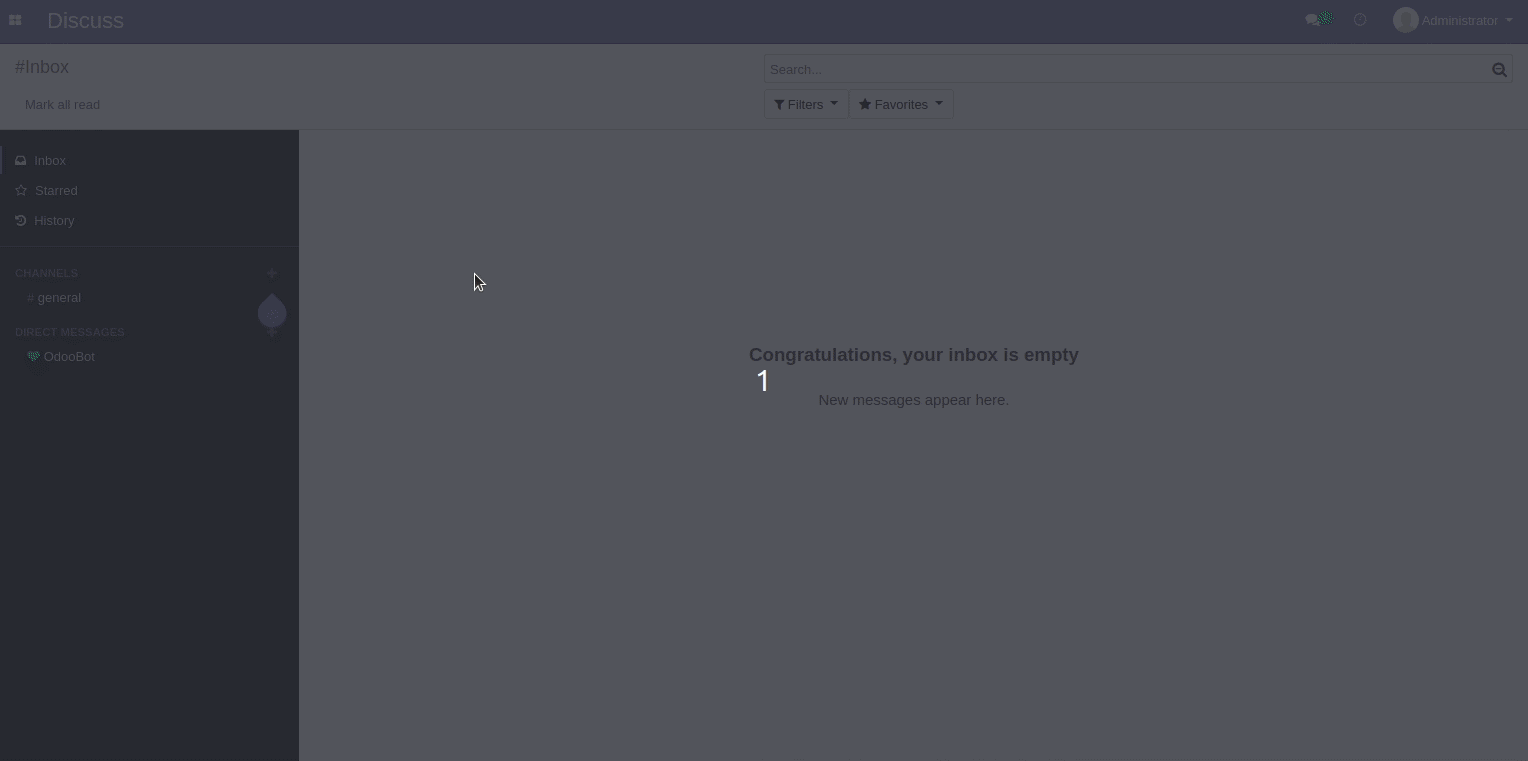 Discuss
Administrator
#Inbox
Search...
Mark all read
Filters
Favorites
Inbox
Starred
History
CHANNELS
# general
DIRECT MESSAGES
OdooBot
Congratulations, your inbox is empty
1
New messages appear here.